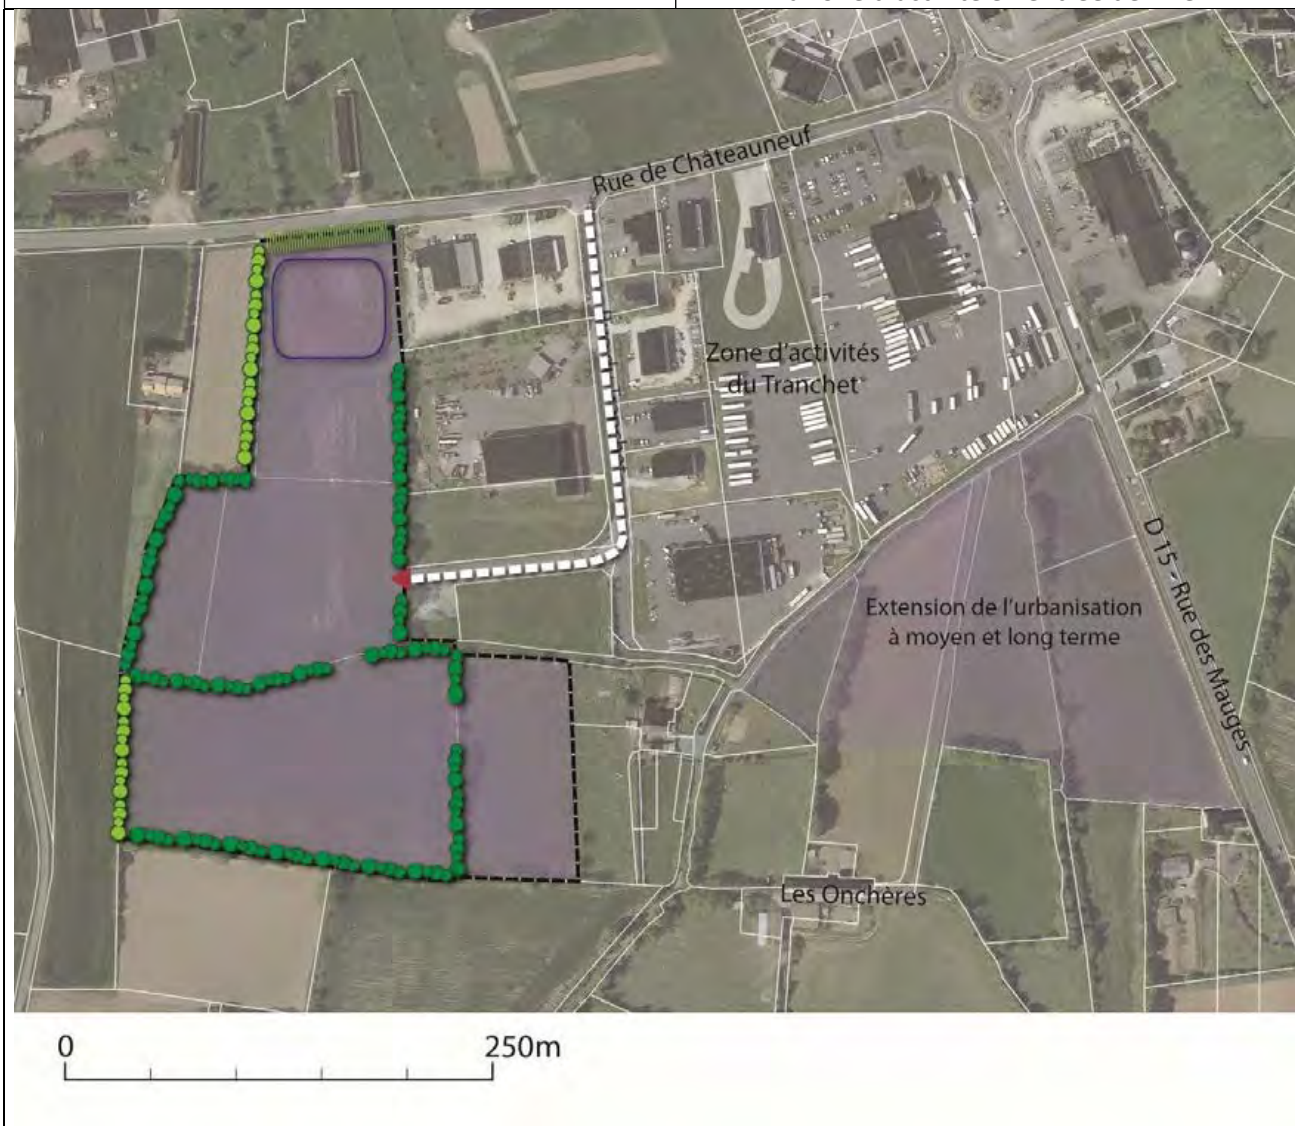 Rue de Châteauneuf
Zone d'activités
du Tranchet
D 15 - Rue des Mauges
Extension de l'urbanisation
à moyen et long terme
Les Onchères
0
250m